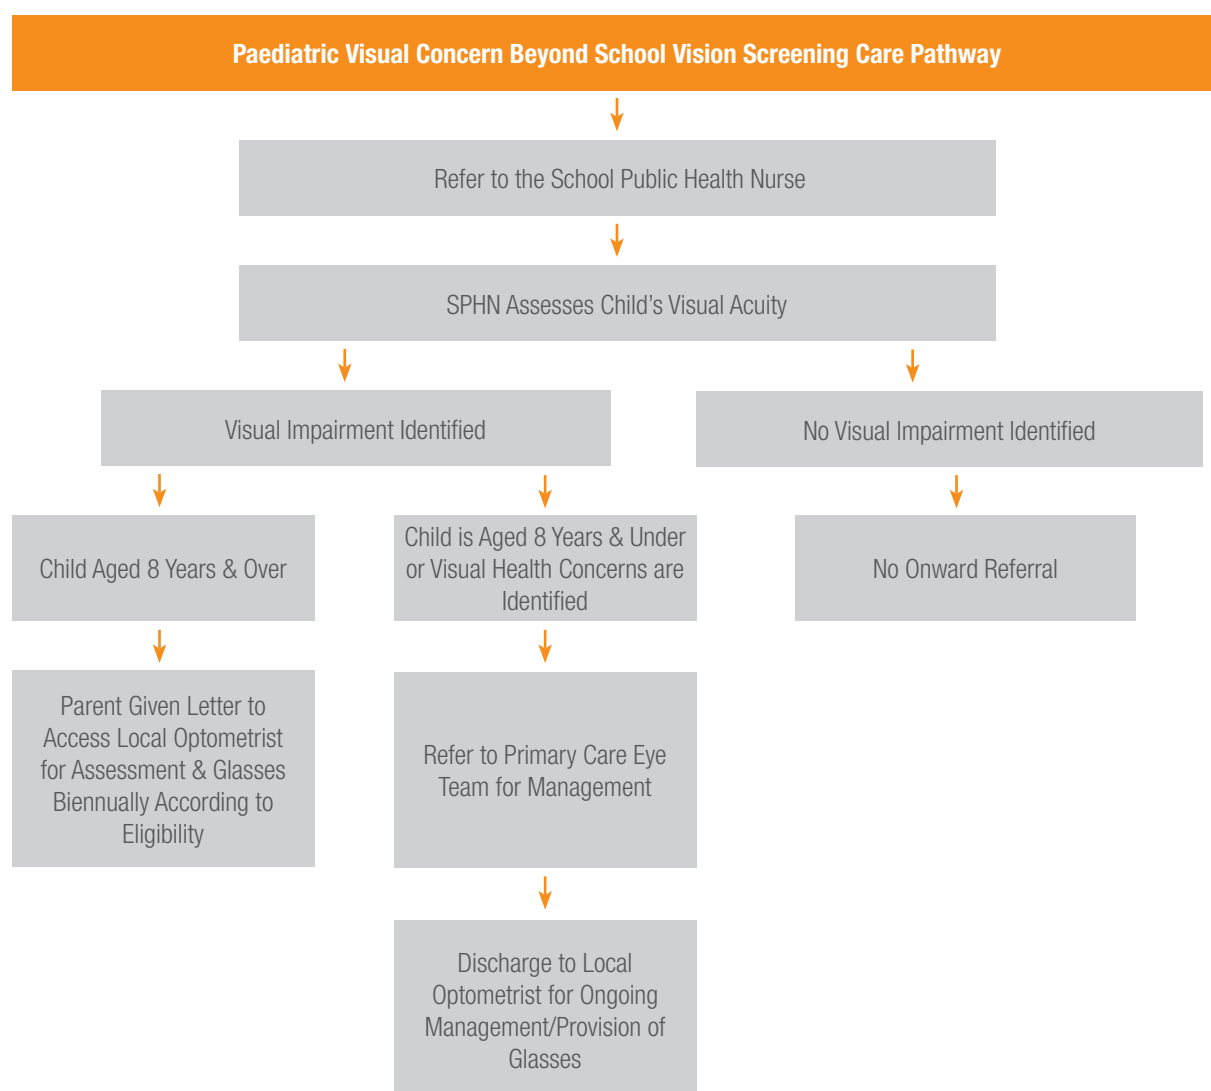 Paediatric Visual Concern Beyond School Vision Screening Care Pathway
Refer to the School Public Health Nurse
SPHN Assesses Child's Visual Acuity
Visual Impairment Identified
No Visual Impairment Identified
Child Aged 8 Years & Over
Child is Aged 8 Years & Under
or Visual Health Concerns are
Identified
No Onward Referral
Parent Given Letter to
Access Local Optometrist
for Assessment & Glasses
Biennually According to
Eligibility
Refer to Primary Care Eye
Team for Management
Discharge to Local
Optometrist for Ongoing
Management/Provision of
Glasses